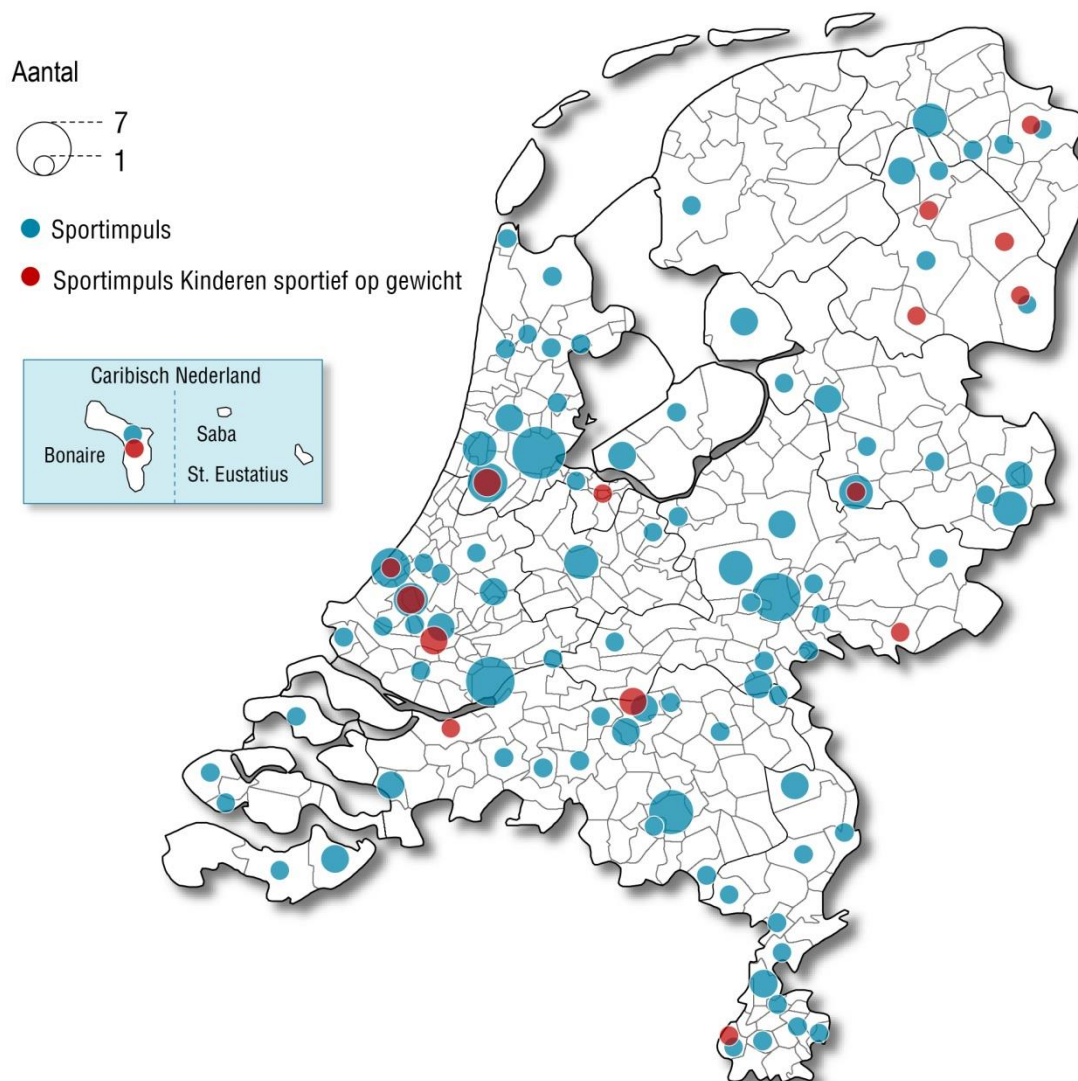 Aantal
7
1
Sportimpuls
Sportimpuls Kinderen sportief op gewicht
Caribisch Nederland
Bonaire
Saba
St. Eustatius